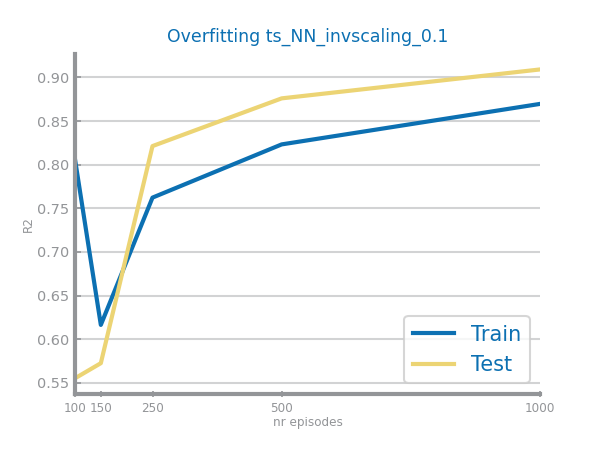 Overfitting ts_NN_invscaling_0.1
0.90
0.85
0.80
0.75
0.70
0.65
0.60
0.55
R2
100 150 250 500 1000
nr episodes
Train
Test